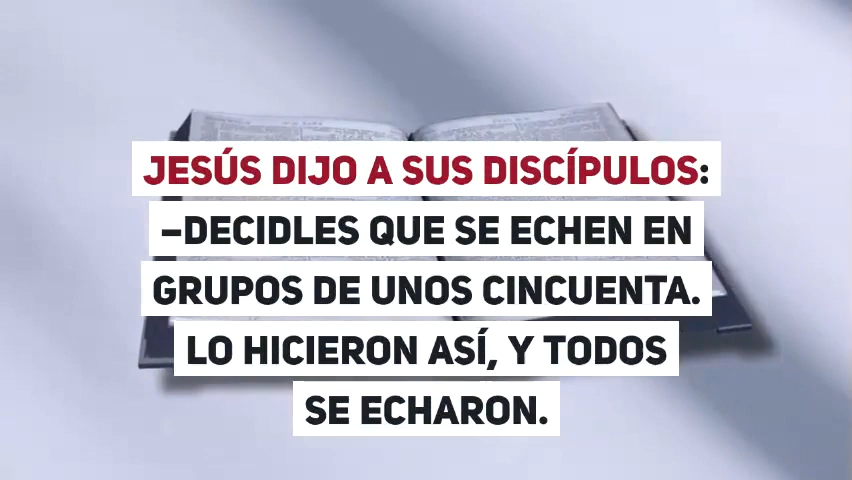 JESÚS DIJO A SUS DISCÍPULOS:
–DECIDLES QUE SE ECHEN EN
GRUPOS DE UNOS CINCUENTA.
LO HICIERON ASÍ, Y TODOS
SE ECHARON.